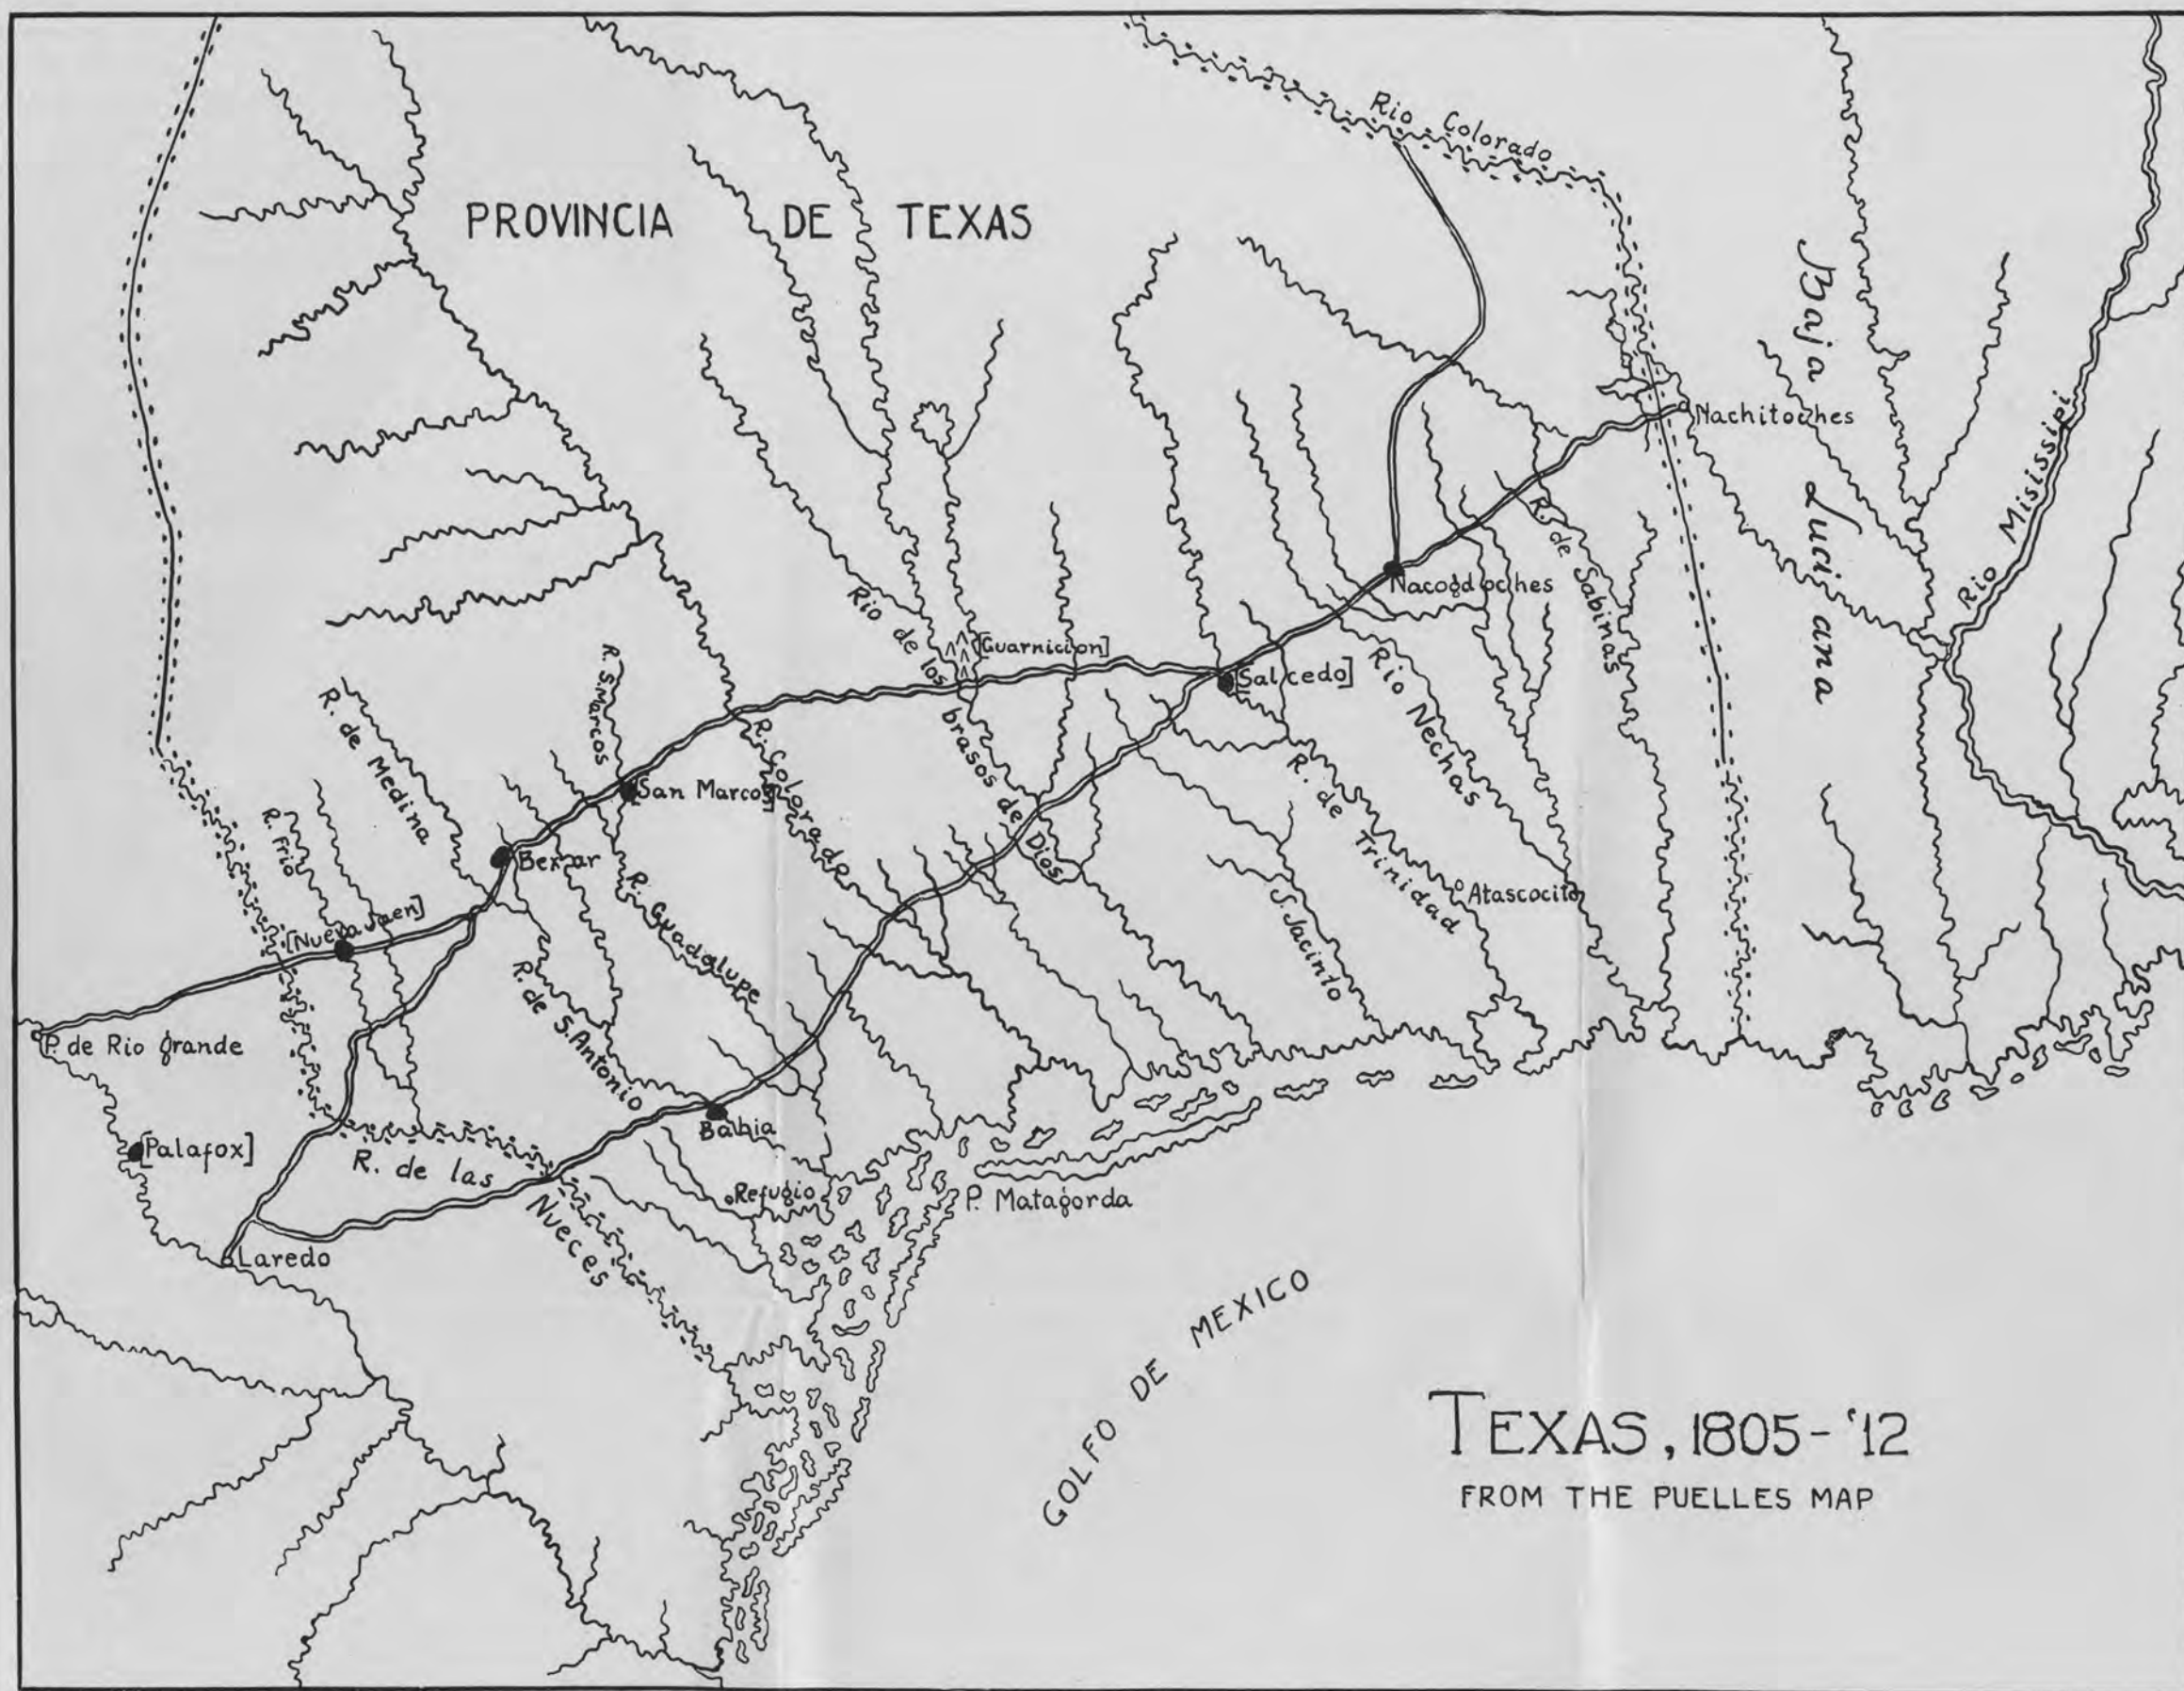 Rio Colorado
PROVINCIA DE TEXAS
Baja Luciana
Rio Misissipi
Nachitoches
R. de Sabinas
Nacogdoches
Rio de los brasos de Dios
[Guarnicion]
[Salcedo]
Rio Nechas
R. S. Marcos
R. de Medina
R. Colorado
San Marcos]
R. de Trinidad
R. Frio
Bexar
R. Guadalupe
Atascocito
S. Jacinto
[Nueva Jaen]
R. de S. Antonio
P. de Rio grande
Bahia
[Palafox]
R. de las Nueces
Refugio
P. Matagorda
Laredo
GOLFO DE MEXICO
TEXAS, 1805-'12
FROM THE PUELLES MAP